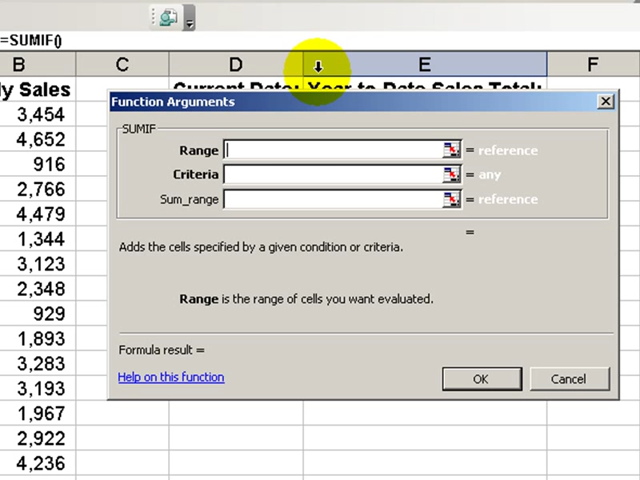 =SUMIF()
B C D E F
ly Sales Current Date: Year to Date Sales Total:
3,454
4,652
916
2,766
4,479
1,344
3,123
2,348
929
1,893
3,283
3,193
1,967
2,922
4,236
Function Arguments
SUMIF
Range = reference
Criteria = any
Sum_range = reference
=
Adds the cells specified by a given condition or criteria.
Range is the range of cells you want evaluated.
Formula result =
Help on this function
OK Cancel